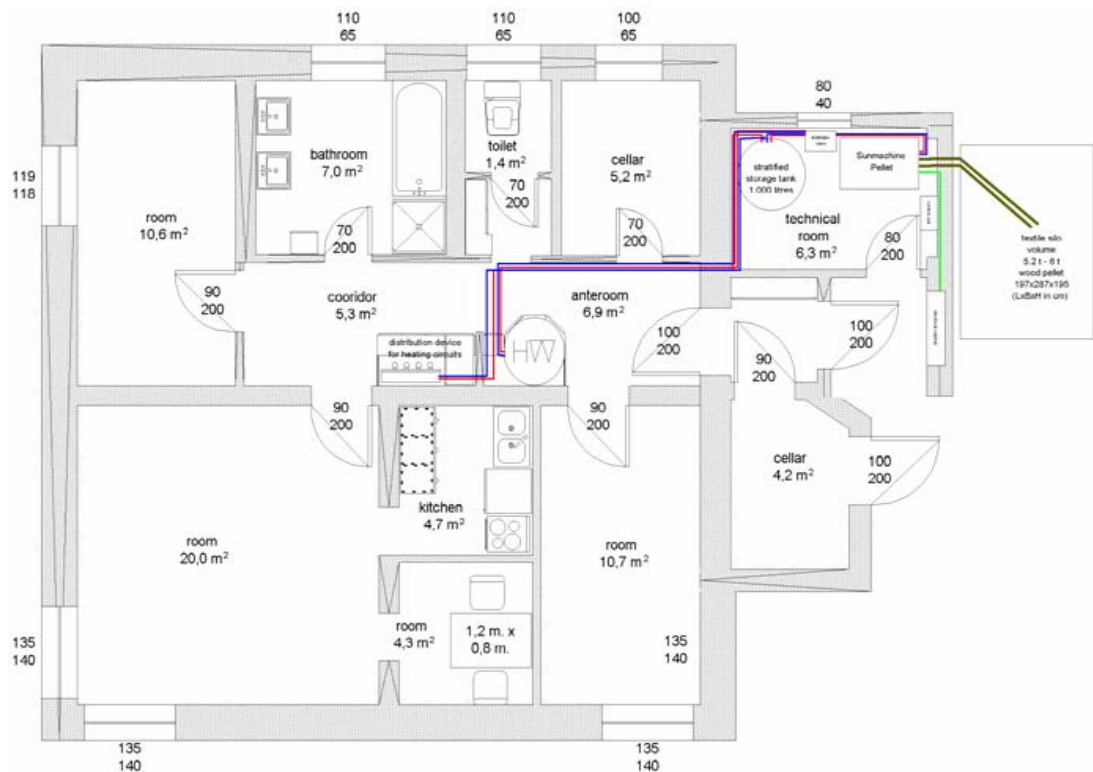 110
65
110
65
100
65
80
40
119
118
bathroom
7,0 m²
toilet
1,4 m²
cellar
5,2 m²
stratified
storage tank
1.000 litres
Sunmachine
Pellet
room
10,6 m²
70
200
70
200
70
200
technical
room
6,3 m²
80
200
textile silo
volume
5.2 t - 6 t
wood pellet
197x287x195
(LxBxH in cm)
90
200
cooridor
5,3 m²
anteroom
6,9 m²
distribution device
for heating circuits
HW
100
200
90
200
100
200
90
200
90
200
cellar
4,2 m²
100
200
kitchen
4,7 m²
room
20,0 m²
room
10,7 m²
room
4,3 m²
1,2 m. x
0,8 m.
135
140
135
140
135
140
135
140